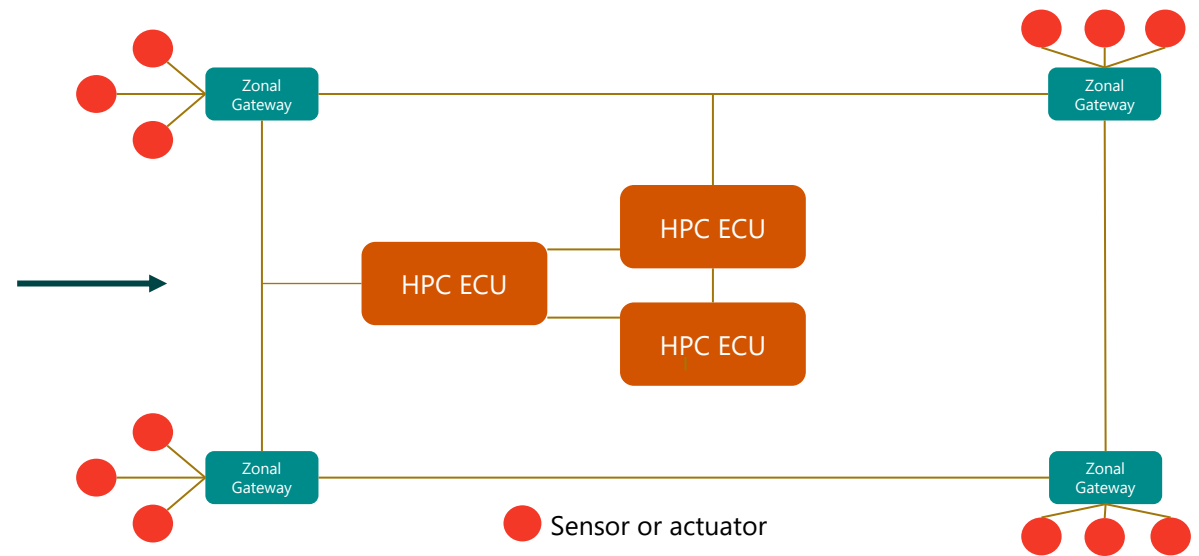 Zonal
Gateway
Zonal
Gateway
HPC ECU
HPC ECU
HPC ECU
Zonal
Gateway
Zonal
Gateway
Sensor or actuator